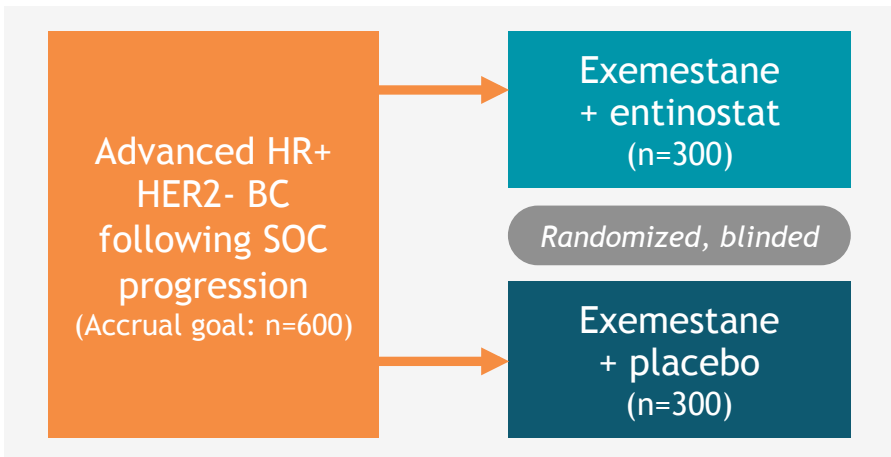 Advanced HR+
HER2- BC
following SOC
progression
(Accrual goal: n=600)
Exemestane
+ entinostat
(n=300)
Randomized, blinded
Exemestane
+ placebo
(n=300)